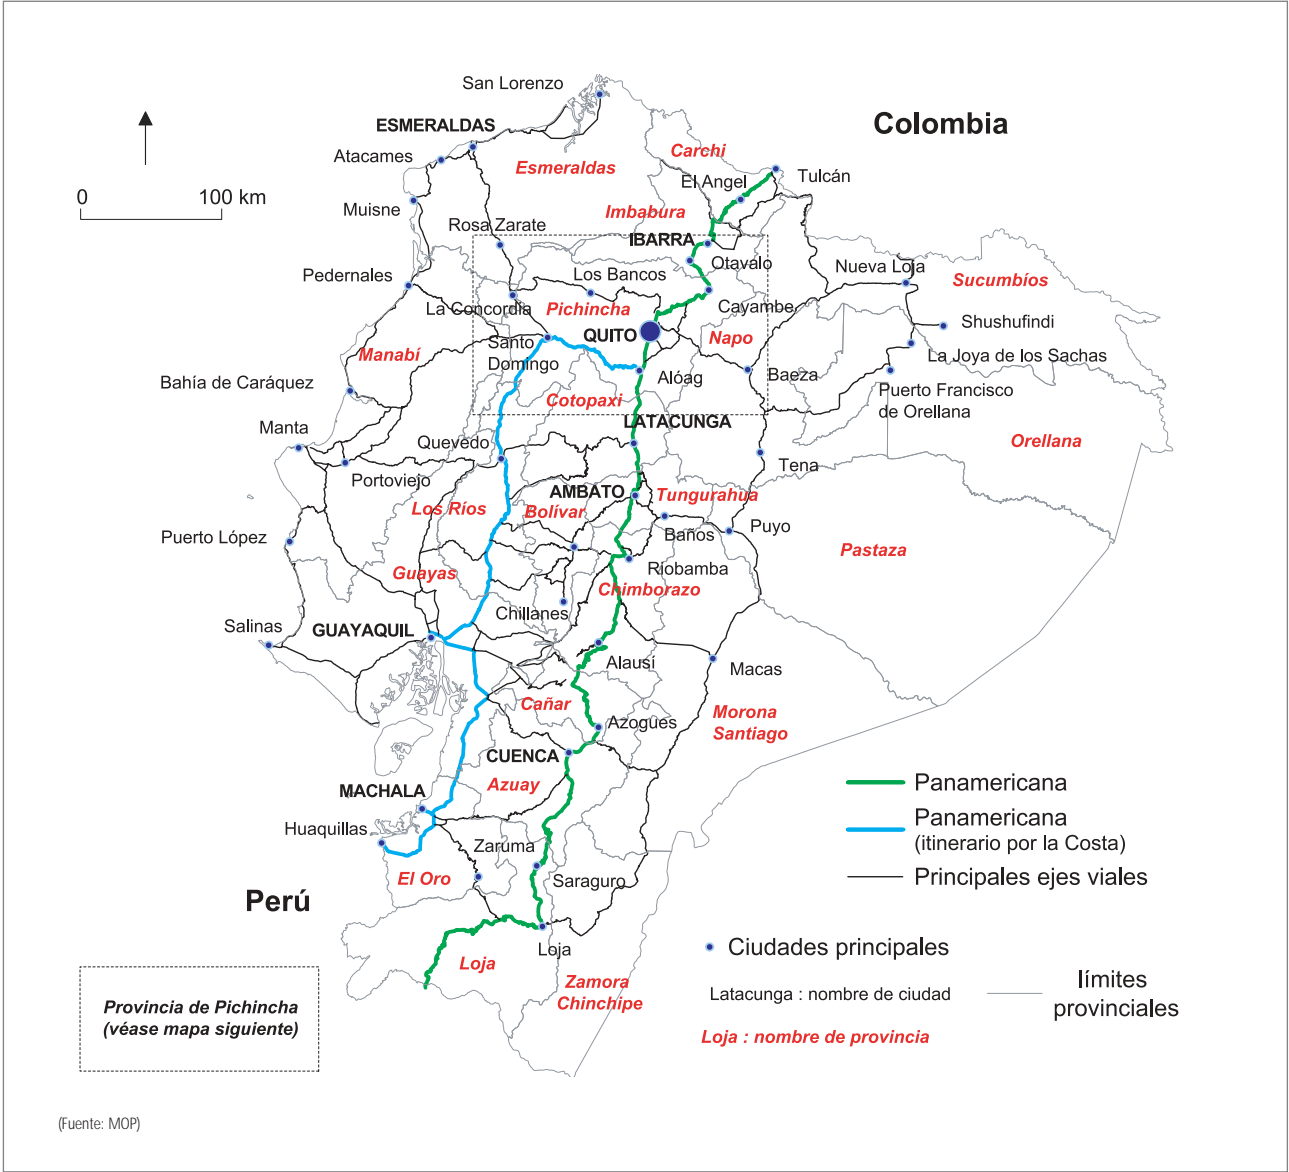 San Lorenzo
Colombia
ESMERALDAS
Carchi
Atacames
Esmeraldas
El Angel
Tulcán
0
100 km
Muisne
Imbabura
Rosa Zarate
IBARRA
Otavalo
Nueva Loja
Pedernales
Los Bancos
Sucumbíos
La Concordia
Pichincha
Cayambe
Shushufindi
QUITO
Napo
Santo
Domingo
Manabí
La Joya de los Sachas
Alóag
Baeza
Bahía de Caráquez
Puerto Francisco
de Orellana
Cotopaxi
LATACUNGA
Manta
Quevedo
Orellana
Tena
Portoviejo
AMBATO
Tungurahua
Los Ríos
Bolívar
Puyo
Puerto López
Baños
Pastaza
Riobamba
Guayas
Chimborazo
Chillanes
Salinas
GUAYAQUIL
Alausí
Macas
Cañar
Morona
Santiago
Azogues
CUENCA
Azuay
Panamericana
MACHALA
Panamericana
(itinerario por la Costa)
Huaquillas
Zaruma
Principales ejes viales
El Oro
Saraguro
Perú
Loja
Ciudades principales
Loja
Zamora
Chinchipe
Latacunga : nombre de ciudad
límites
provinciales
Provincia de Pichincha
(véase mapa siguiente)
Loja : nombre de provincia
(Fuente: MOP)